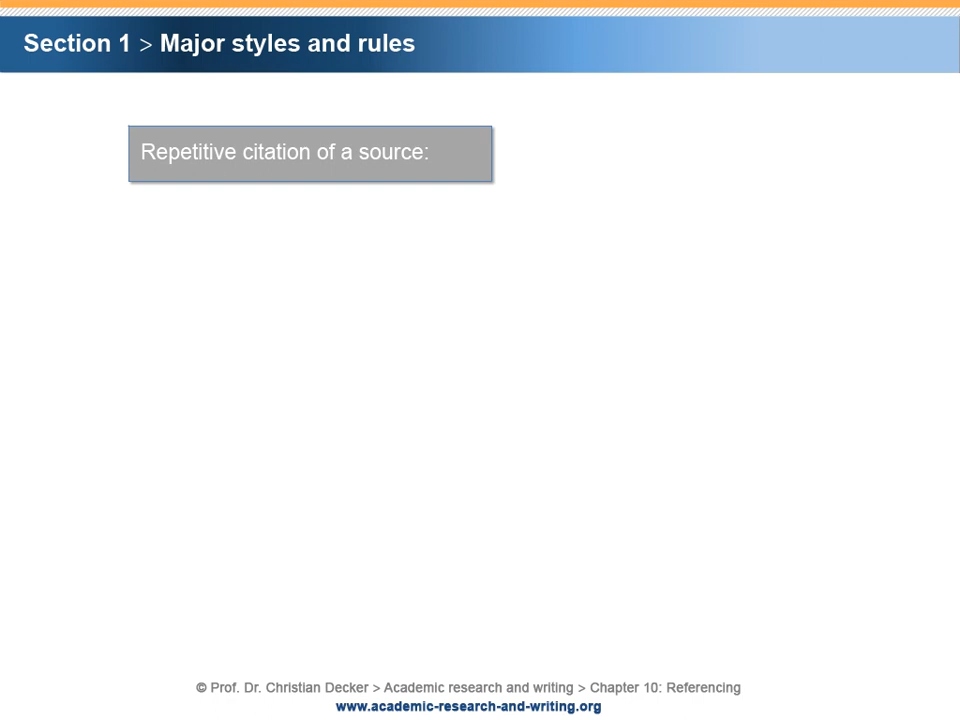 Section 1 > Major styles and rules
Repetitive citation of a source:
© Prof. Dr. Christian Decker > Academic research and writing > Chapter 10: Referencing
www.academic-research-and-writing.org